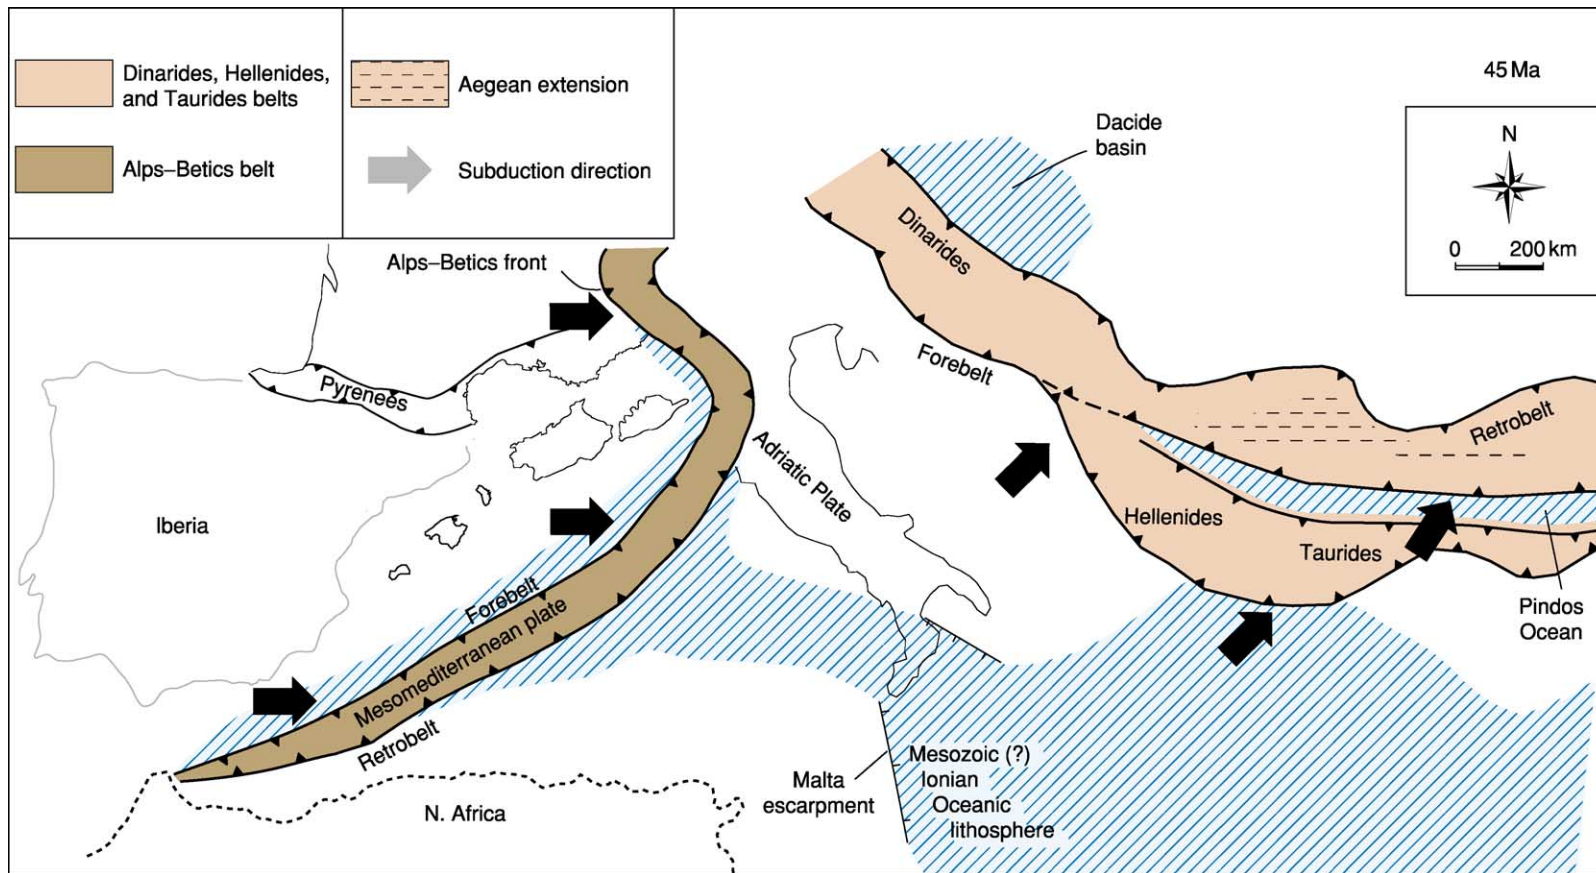 Dinarides, Hellenides,
and Taurides belts
Alps–Betics belt
Aegean extension
Subduction direction
45 Ma
N
0 200 km
Dacide
basin
Dinarides
Alps–Betics front
Forebelt
Pyrenees
Retrobelt
Adriatic Plate
Iberia
Hellenides
Taurides
Pindos
Ocean
Forebelt
Mesomediterranean plate
Retrobelt
Malta
escarpment
Mesozoic (?)
Ionian
Oceanic
lithosphere
N. Africa